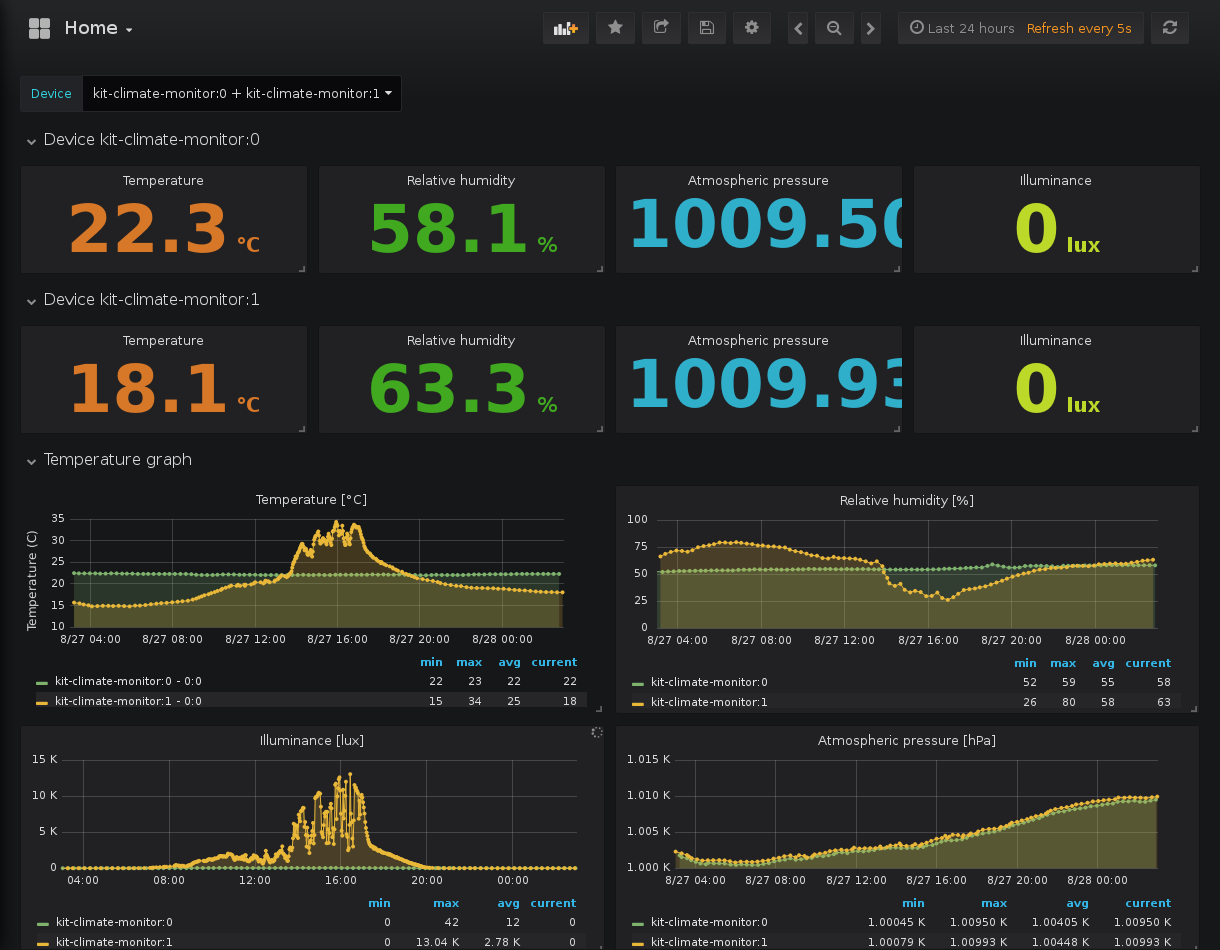 Home
Last 24 hours Refresh every 5s
Device kit-climate-monitor:0 + kit-climate-monitor:1
Device kit-climate-monitor:0
Temperature Relative humidity Atmospheric pressure Illuminance
22.3 °C 58.1 % 1009.50 0 lux
Device kit-climate-monitor:1
Temperature Relative humidity Atmospheric pressure Illuminance
18.1 °C 63.3 % 1009.93 0 lux
Temperature graph
Temperature [°C]
Temperature (C)
35
30
25
20
15
10
8/27 04:00 8/27 08:00 8/27 12:00 8/27 16:00 8/27 20:00 8/28 00:00
min max avg current
kit-climate-monitor:0 - 0:0 22 23 22 22
kit-climate-monitor:1 - 0:0 15 34 25 18
Relative humidity [%]
100
75
50
25
0
8/27 04:00 8/27 08:00 8/27 12:00 8/27 16:00 8/27 20:00 8/28 00:00
min max avg current
kit-climate-monitor:0 52 59 55 58
kit-climate-monitor:1 26 80 58 63
Illuminance [lux]
15 K
10 K
5 K
0
04:00 08:00 12:00 16:00 20:00 00:00
min max avg current
kit-climate-monitor:0 0 42 12 0
kit-climate-monitor:1 0 13.04 K 2.78 K 0
Atmospheric pressure [hPa]
1.015 K
1.010 K
1.005 K
1.000 K
8/27 04:00 8/27 08:00 8/27 12:00 8/27 16:00 8/27 20:00 8/28 00:00
min max avg current
kit-climate-monitor:0 1.00045 K 1.00950 K 1.00405 K 1.00950 K
kit-climate-monitor:1 1.00079 K 1.00993 K 1.00448 K 1.00993 K